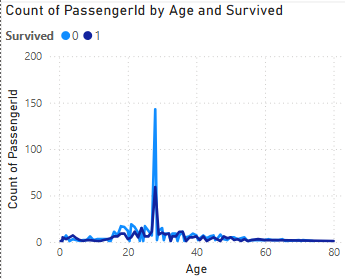 Count of PassengerId by Age and Survived
Survived 0 1
200
150
100
50
0
Count of PassengerId
0 20 40 60 80
Age